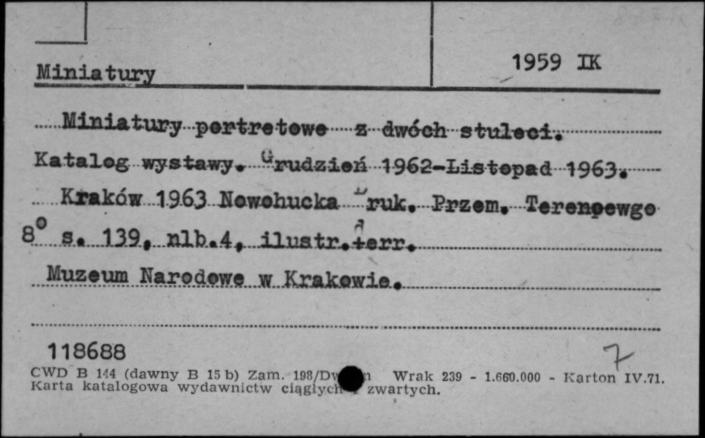 1959 IK
Miniatury
Miniatury portretowe z dwóch stuleci.
Katalog wystawy. Grudzień 1962-Listopad 1963.
Kraków 1963 Nowohucka Druk. Przem. Terenowego
8° s. 139, nlb.4, ilustr.+err.
Muzeum Narodowe w Krakowie.
118688 7
CWD B 144 (dawny B 15 b) Zam. 198/Dw Wrak 239 - 1.660.000 - Karton IV.71.
Karta katalogowa wydawnictw ciągłych i zwartych.